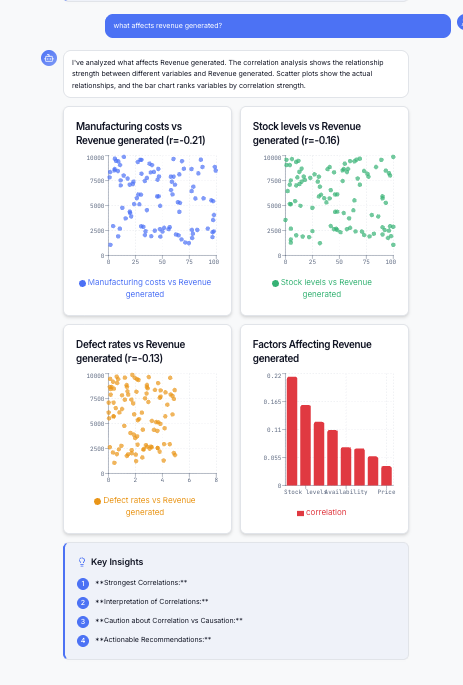 what affects revenue generated?
I've analyzed what affects Revenue generated. The correlation analysis shows the relationship
strength between different variables and Revenue generated. Scatter plots show the actual
relationships, and the bar chart ranks variables by correlation strength.
Manufacturing costs vs
Revenue generated (r=-0.21)
10000
7500
5000
2500
0
0 25 50 75 100
Manufacturing costs vs Revenue
generated
Stock levels vs Revenue
generated (r=-0.16)
10000
7500
5000
2500
0
0 25 50 75 100
Stock levels vs Revenue
generated
Defect rates vs Revenue
generated (r=-0.13)
10000
7500
5000
2500
0
0 2 4 6 8
Defect rates vs Revenue
generated
Factors Affecting Revenue
generated
0.22
0.165
0.11
0.055
0
Stock levels Availability Price
correlation
Key Insights
1 **Strongest Correlations:**
2 **Interpretation of Correlations:**
3 **Caution about Correlation vs Causation:**
4 **Actionable Recommendations:**